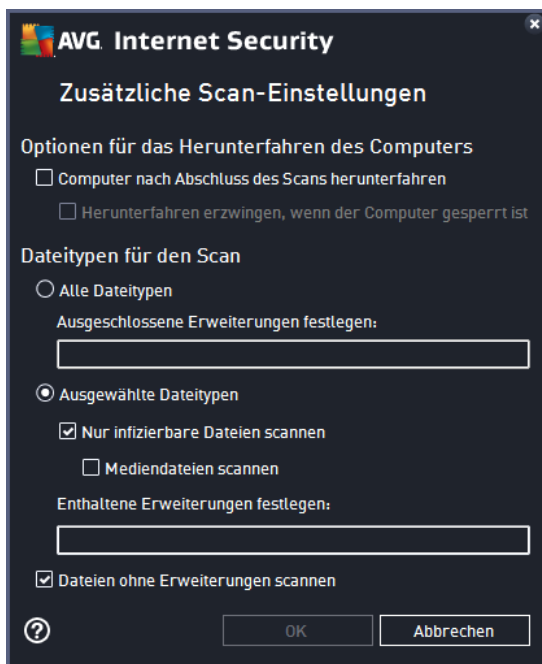 AVG. Internet Security
Zusätzliche Scan-Einstellungen
Optionen für das Herunterfahren des Computers
Computer nach Abschluss des Scans herunterfahren
Herunterfahren erzwingen, wenn der Computer gesperrt ist
Dateitypen für den Scan
Alle Dateitypen
Ausgeschlossene Erweiterungen festlegen:
Ausgewählte Dateitypen
Nur infizierbare Dateien scannen
Mediendateien scannen
Enthaltene Erweiterungen festlegen:
Dateien ohne Erweiterungen scannen
? OK Abbrechen